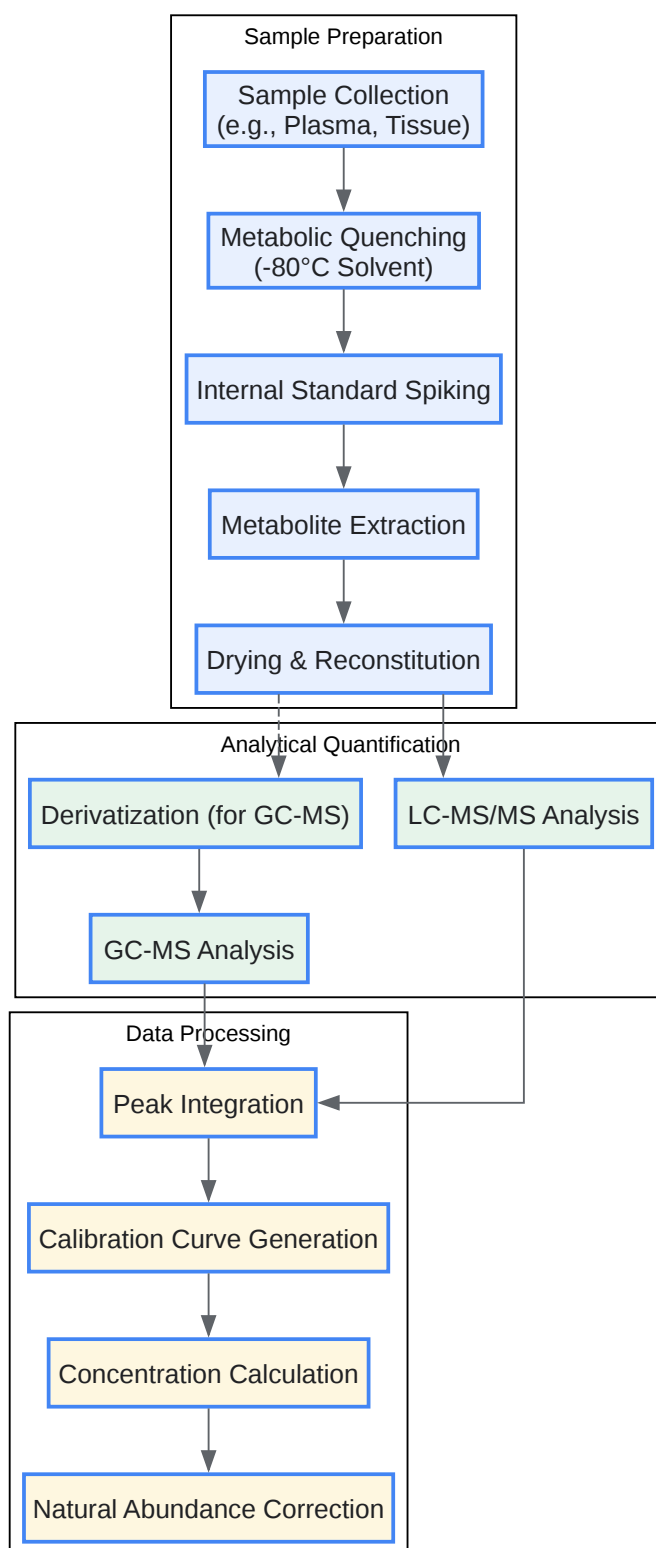 Sample Preparation
Sample Collection
(e.g., Plasma, Tissue)
Metabolic Quenching
(-80°C Solvent)
Internal Standard Spiking
Metabolite Extraction
Drying & Reconstitution
Analytical Quantification
Derivatization (for GC-MS)
LC-MS/MS Analysis
GC-MS Analysis
Data Processing
Peak Integration
Calibration Curve Generation
Concentration Calculation
Natural Abundance Correction